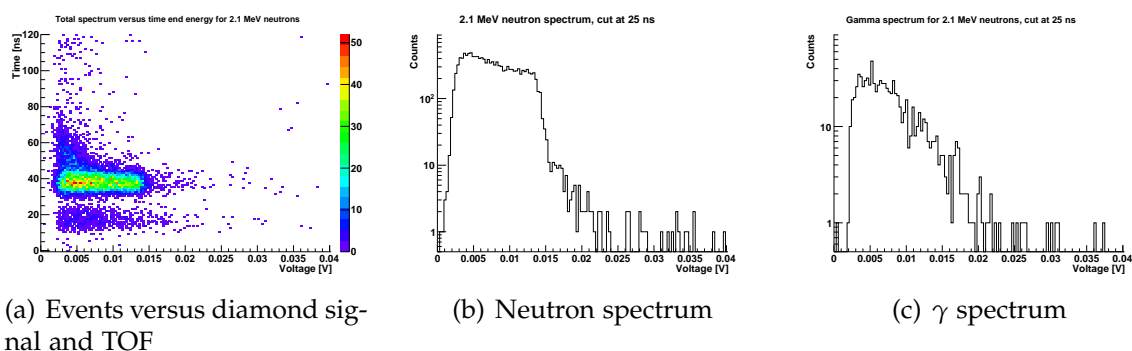 Total spectrum versus time end energy for 2.1 MeV neutrons
Time [ns]
120
100
80
60
40
20
0
0 0.005 0.01 0.015 0.02 0.025 0.03 0.035 0.04
Voltage [V]
50
40
30
20
10
0
2.1 MeV neutron spectrum, cut at 25 ns
Counts
10²
10
1
0 0.005 0.01 0.015 0.02 0.025 0.03 0.035 0.04
Voltage [V]
Gamma spectrum for 2.1 MeV neutrons, cut at 25 ns
Counts
10
1
0 0.005 0.01 0.015 0.02 0.025 0.03 0.035 0.04
Voltage [V]
(a) Events versus diamond sig-
nal and TOF
(b) Neutron spectrum
(c) γ spectrum